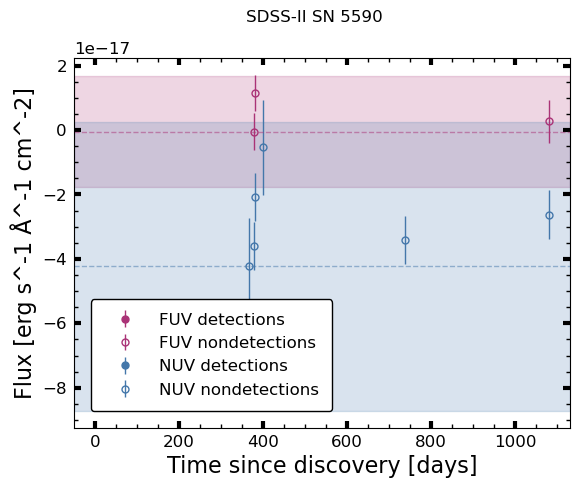 SDSS-II SN 5590
1e−17
2
0
−2
−4
−6
−8
Flux [erg s^-1 Å^-1 cm^-2]
FUV detections
FUV nondetections
NUV detections
NUV nondetections
0 200 400 600 800 1000
Time since discovery [days]